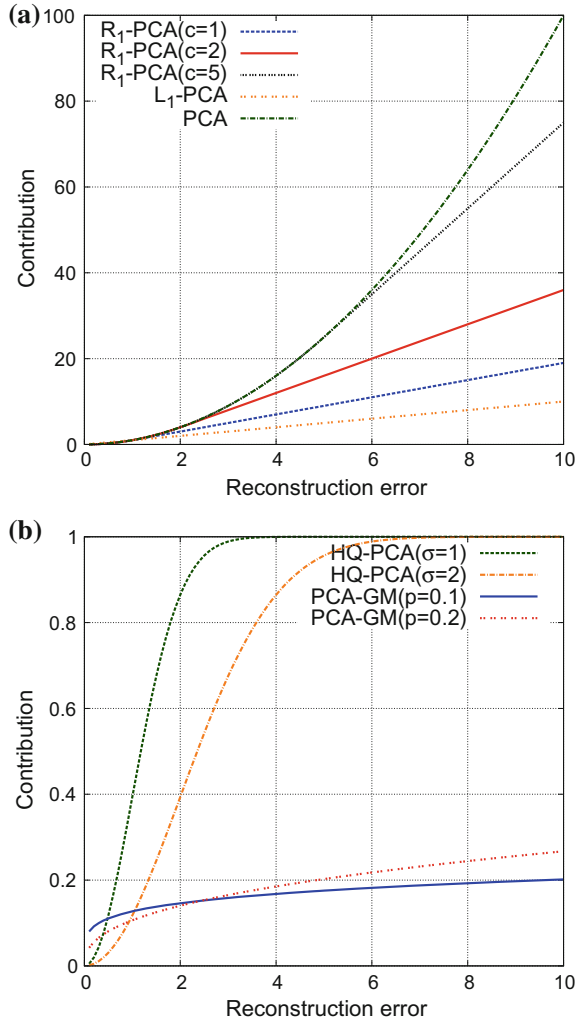 (a)
100
80
60
40
20
0
Contribution
R₁-PCA(c=1)
R₁-PCA(c=2)
R₁-PCA(c=5)
L₁-PCA
PCA
0 2 4 6 8 10
Reconstruction error
(b)
1
0.8
0.6
0.4
0.2
0
Contribution
HQ-PCA(σ=1)
HQ-PCA(σ=2)
PCA-GM(p=0.1)
PCA-GM(p=0.2)
0 2 4 6 8 10
Reconstruction error